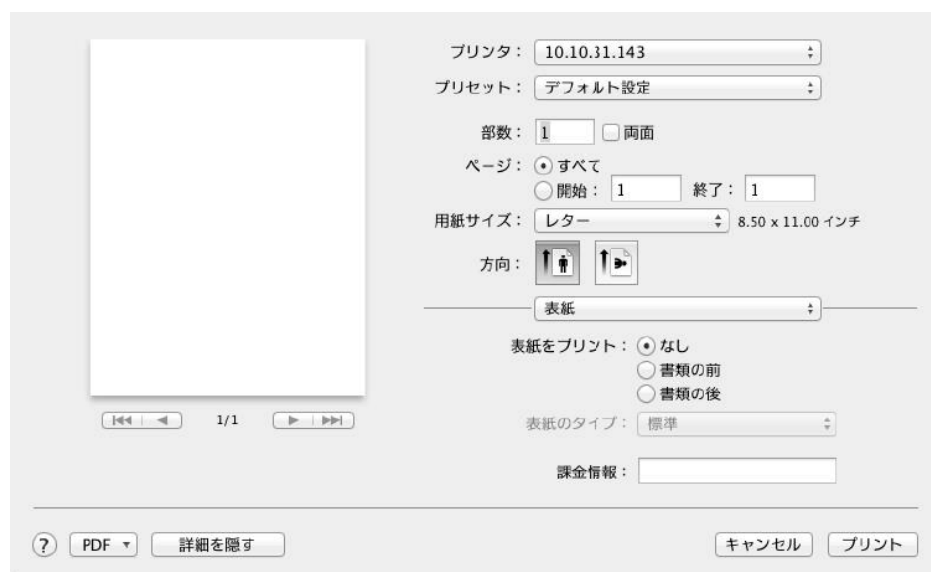 プリンタ： 10.10.31.143
プリセット： デフォルト設定
部数： 1 両面
ページ： すべて
開始： 1 終了： 1
用紙サイズ： レター 8.50 x 11.00 インチ
方向：
表紙
表紙をプリント： なし
書類の前
書類の後
1/1
表紙のタイプ： 標準
課金情報：
? PDF 詳細を隠す キャンセル プリント